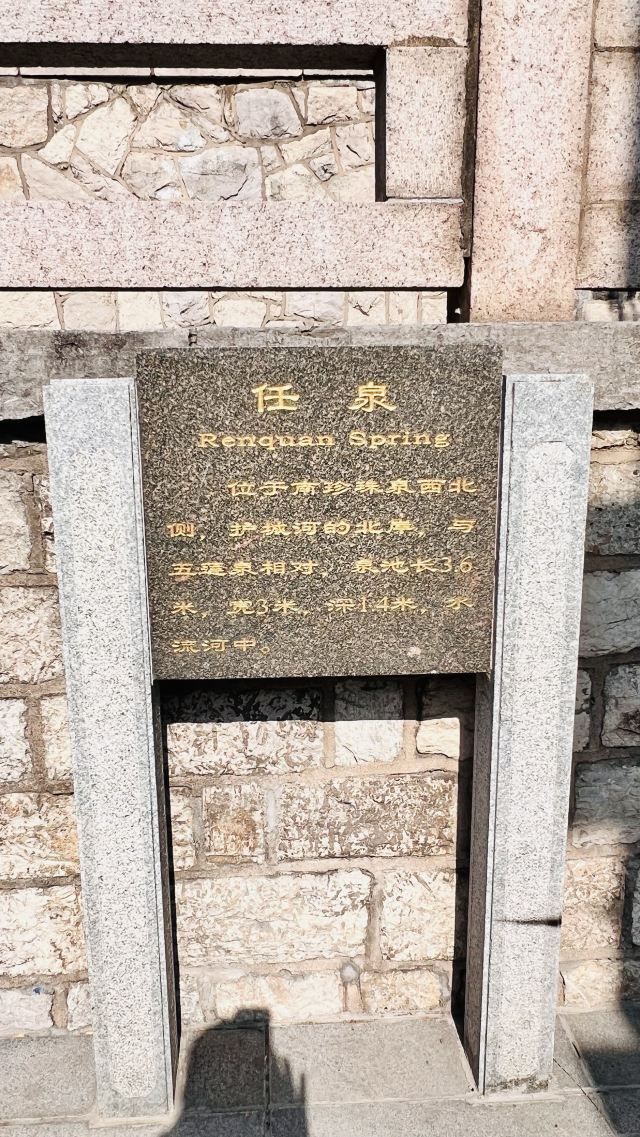 任泉
Renquan Spring
位于南珍珠泉西北
侧，护城河的北岸，与
五莲泉相对，泉池长3.6
米，宽3米，深1.4米，水
流河中。